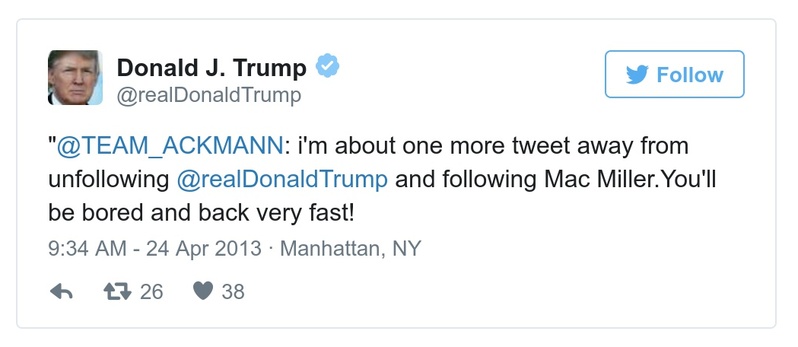 Donald J. Trump
@realDonaldTrump
Follow
"@TEAM_ACKMANN: i'm about one more tweet away from
unfollowing @realDonaldTrump and following Mac Miller.You'll
be bored and back very fast!
9:34 AM - 24 Apr 2013 · Manhattan, NY
26 38